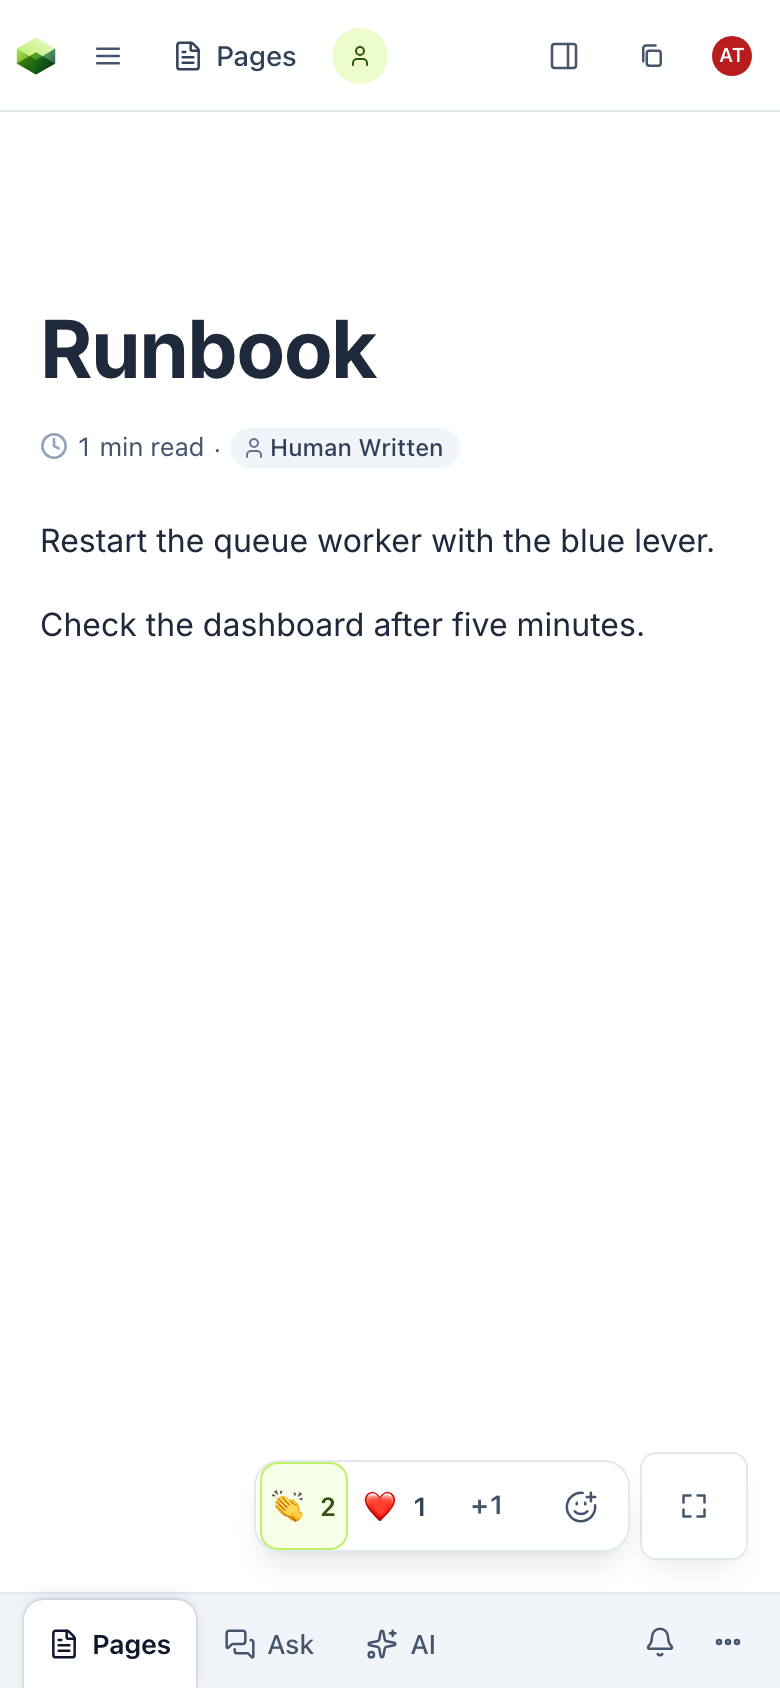 Pages
AT
Runbook
1 min read · Human Written
Restart the queue worker with the blue lever.
Check the dashboard after five minutes.
👏 2 ❤️ 1 +1
Pages Ask AI